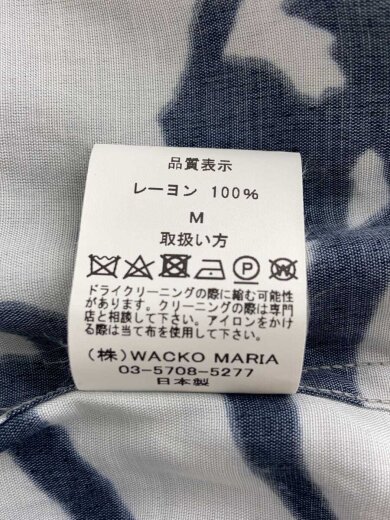 品質表示
レーヨン 100%
M
取扱い方
ドライクリーニングの際に縮む可能性
があります。クリーニングの際は専門
店と相談して下さい。アイロンをかけ
る際は当て布を使用して下さい。
(株)WACKO MARIA
03-5708-5277
日本製